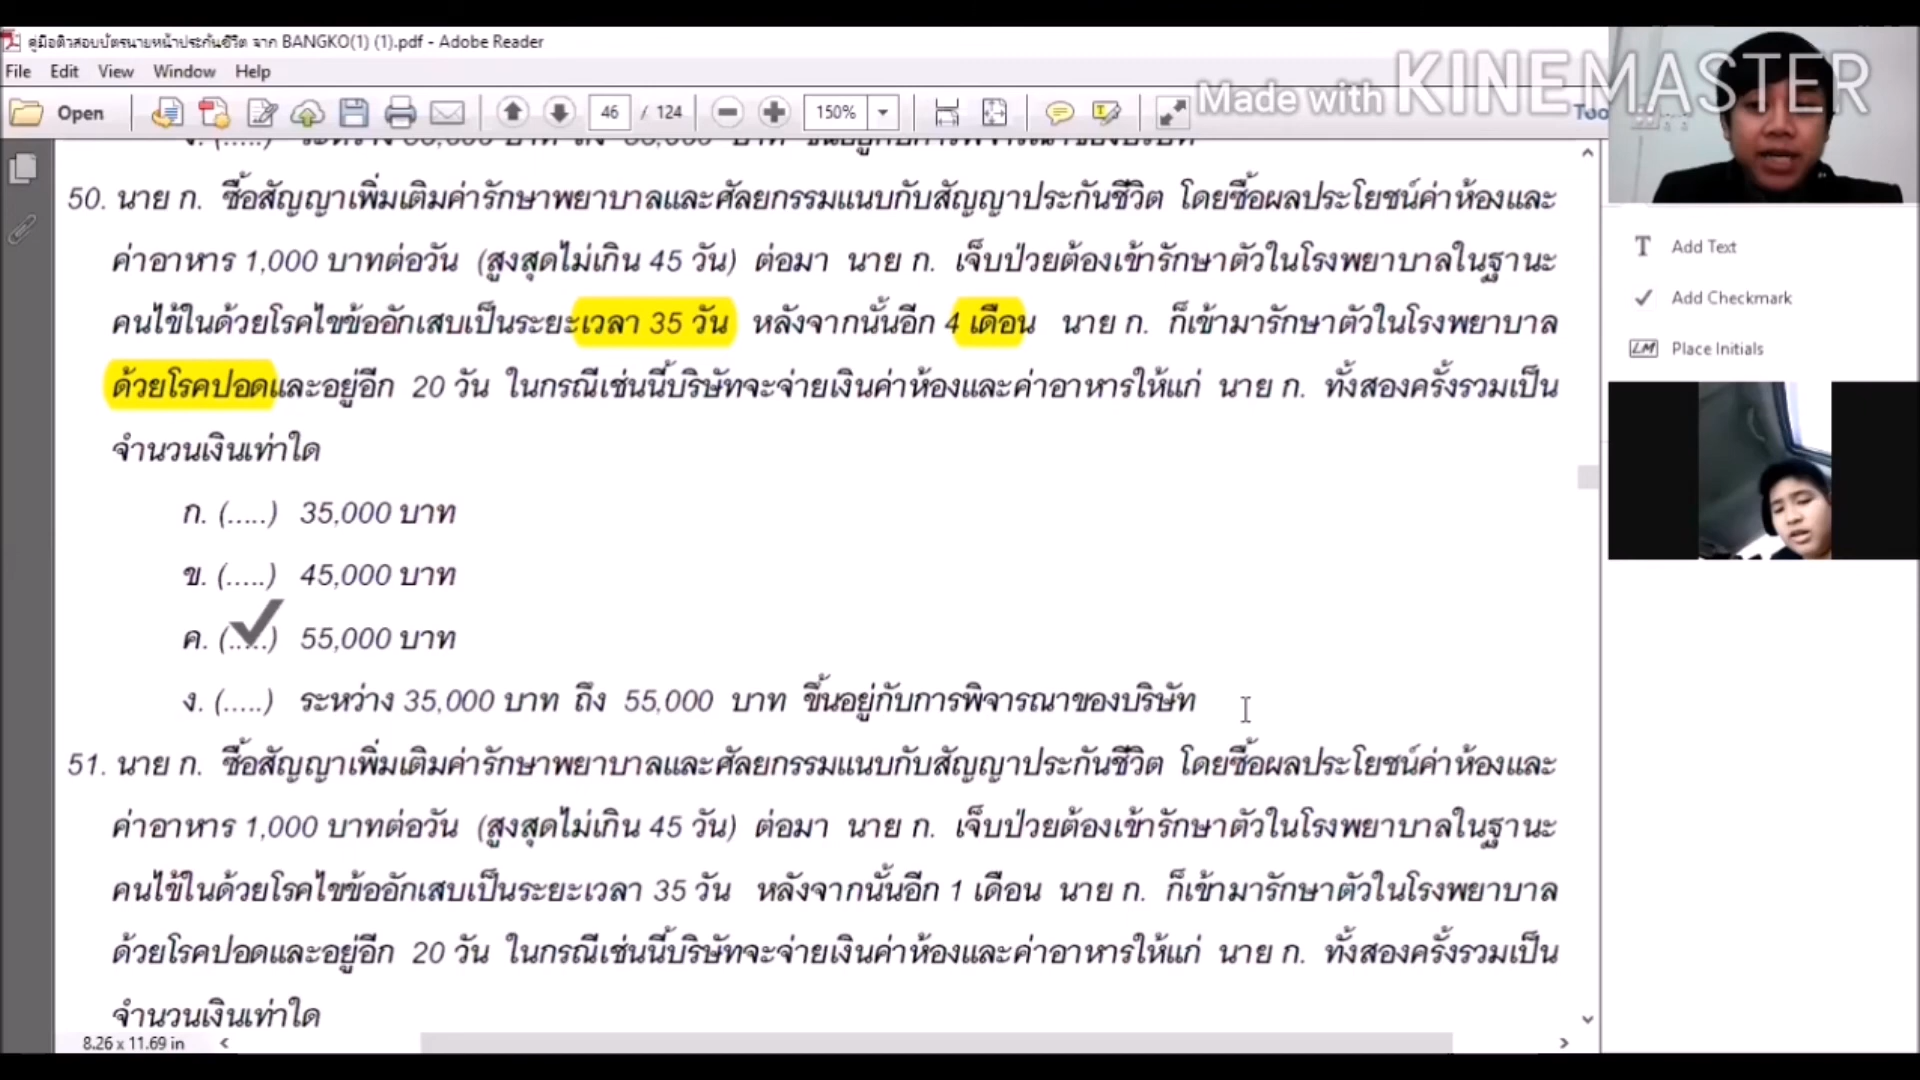 คู่มือติวสอบบัตรนายหน้าประกันชีวิต จาก BANGKO(1) (1).pdf - Adobe Reader
File Edit View Window Help
Made with KINEMASTER
Open 46 / 124 150%
50. นาย ก. ซื้อสัญญาเพิ่มเติมค่ารักษาพยาบาลและศัลยกรรมแนบกับสัญญาประกันชีวิต โดยซื้อผลประโยชน์ค่าห้องและ
ค่าอาหาร 1,000 บาทต่อวัน (สูงสุดไม่เกิน 45 วัน) ต่อมา นาย ก. เจ็บป่วยต้องเข้ารักษาตัวในโรงพยาบาลในฐานะ
คนไข้ในด้วยโรคไขข้ออักเสบเป็นระยะเวลา 35 วัน หลังจากนั้นอีก 4 เดือน นาย ก. ก็เข้ามารักษาตัวในโรงพยาบาล
ด้วยโรคปอดและอยู่อีก 20 วัน ในกรณีเช่นนี้บริษัทจะจ่ายเงินค่าห้องและค่าอาหารให้แก่ นาย ก. ทั้งสองครั้งรวมเป็น
จำนวนเงินเท่าใด
ก. (.....) 35,000 บาท
ข. (.....) 45,000 บาท
ค. (.....) 55,000 บาท
ง. (.....) ระหว่าง 35,000 บาท ถึง 55,000 บาท ขึ้นอยู่กับการพิจารณาของบริษัท
51. นาย ก. ซื้อสัญญาเพิ่มเติมค่ารักษาพยาบาลและศัลยกรรมแนบกับสัญญาประกันชีวิต โดยซื้อผลประโยชน์ค่าห้องและ
ค่าอาหาร 1,000 บาทต่อวัน (สูงสุดไม่เกิน 45 วัน) ต่อมา นาย ก. เจ็บป่วยต้องเข้ารักษาตัวในโรงพยาบาลในฐานะ
คนไข้ในด้วยโรคไขข้ออักเสบเป็นระยะเวลา 35 วัน หลังจากนั้นอีก 1 เดือน นาย ก. ก็เข้ามารักษาตัวในโรงพยาบาล
ด้วยโรคปอดและอยู่อีก 20 วัน ในกรณีเช่นนี้บริษัทจะจ่ายเงินค่าห้องและค่าอาหารให้แก่ นาย ก. ทั้งสองครั้งรวมเป็น
จำนวนเงินเท่าใด
8.26 x 11.69 in
Add Text
Add Checkmark
LM Place Initials